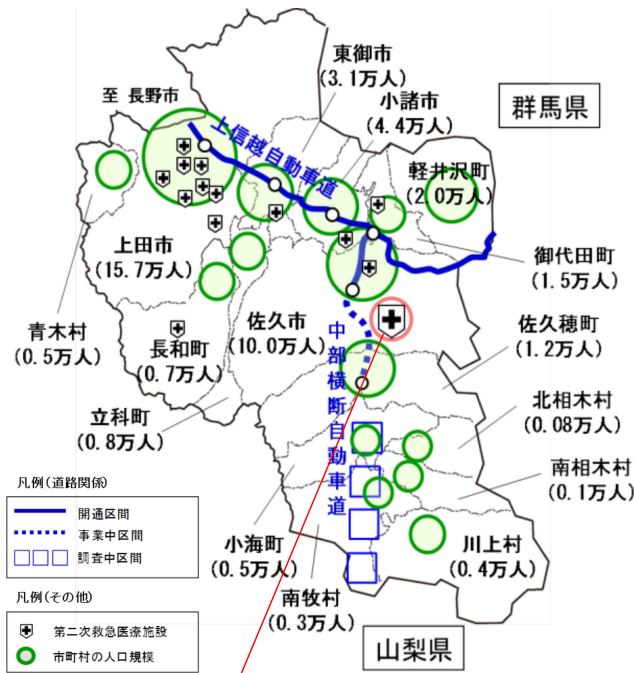 東御市
(3.1万人)
至 長野市
小諸市
(4.4万人)
群馬県
上信越自動車道
軽井沢町
(2.0万人)
上田市
(15.7万人)
御代田町
(1.5万人)
青木村
(0.5万人)
長和町
(0.7万人)
佐久市
(10.0万人)
中部横断自動車道
佐久穂町
(1.2万人)
立科町
(0.8万人)
北相木村
(0.08万人)
南相木村
(0.1万人)
小海町
(0.5万人)
川上村
(0.4万人)
南牧村
(0.3万人)
山梨県
凡例(道路関係)
開通区間
事業中区間
調査中区間
凡例(その他)
第二次救急医療施設
市町村の人口規模